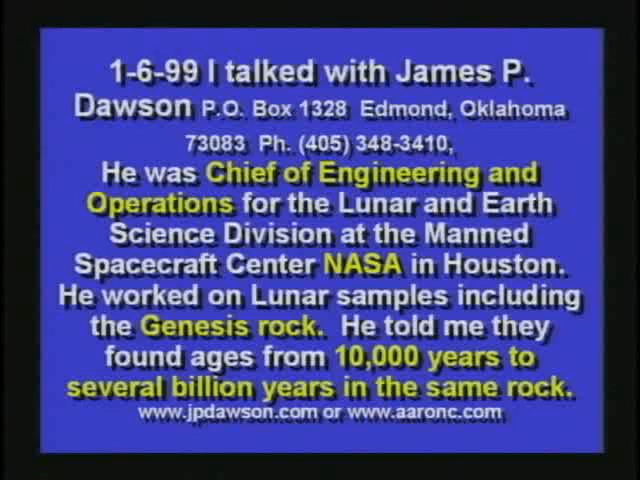 1-6-99 I talked with James P.
Dawson P.O. Box 1328 Edmond, Oklahoma
73083 Ph. (405) 348-3410,
He was Chief of Engineering and
Operations for the Lunar and Earth
Science Division at the Manned
Spacecraft Center NASA in Houston.
He worked on Lunar samples including
the Genesis rock. He told me they
found ages from 10,000 years to
several billion years in the same rock.
www.jpdawson.com or www.aaronc.com